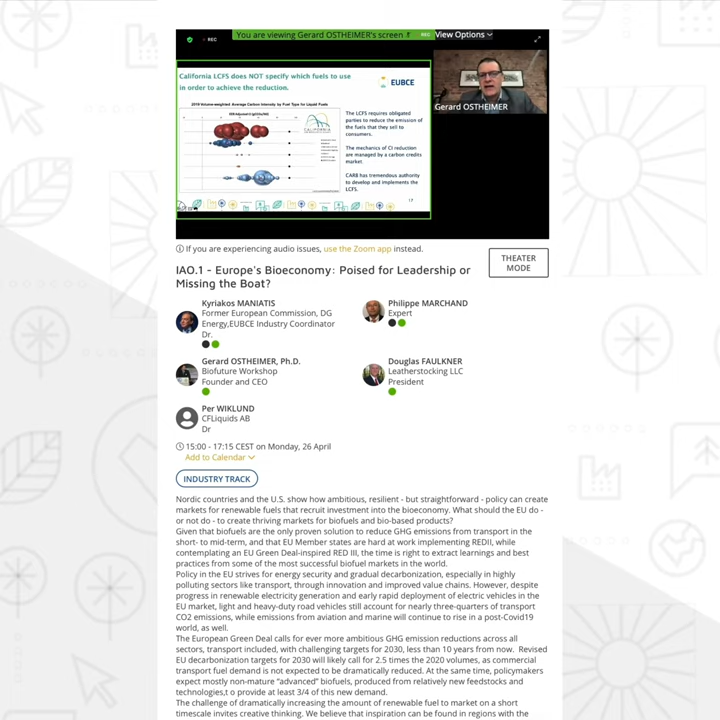 REC
You are viewing Gerard OSTHEIMER's screen
REC
View Options
California LCFS does NOT specify which fuels to use
in order to achieve the reduction.
EUBCE
2019 Volume-weighted Average Carbon Intensity by Fuel Type for Liquid Fuels
CALIFORNIA
The LCFS requires obligated
parties to reduce the emission of
the fuels that they sell to
consumers.
The mechanics of CI reduction
are managed by a carbon credits
market.
CARB has tremendous authority
to develop and implements the
LCFS.
17
Gerard OSTHEIMER
If you are experiencing audio issues, use the Zoom app instead.
THEATER
MODE
IAO.1 - Europe's Bioeconomy: Poised for Leadership or
Missing the Boat?
Kyriakos MANIATIS
Former European Commission, DG
Energy,EUBCE Industry Coordinator
Dr.
Philippe MARCHAND
Expert
Gerard OSTHEIMER, Ph.D.
Biofuture Workshop
Founder and CEO
Douglas FAULKNER
Leatherstocking LLC
President
Per WIKLUND
CFLiquids AB
Dr
15:00 - 17:15 CEST on Monday, 26 April
Add to Calendar
INDUSTRY TRACK
Nordic countries and the U.S. show how ambitious, resilient - but straightforward - policy can create
markets for renewable fuels that recruit investment into the bioeconomy. What should the EU do -
or not do - to create thriving markets for biofuels and bio-based products?
Given that biofuels are the only proven solution to reduce GHG emissions from transport in the
short- to mid-term, and that EU Member states are hard at work implementing REDII, while
contemplating an EU Green Deal-inspired RED III, the time is right to extract learnings and best
practices from some of the most successful biofuel markets in the world.
Policy in the EU strives for energy security and gradual decarbonization, especially in highly
polluting sectors like transport, through innovation and improved value chains. However, despite
progress in renewable electricity generation and early rapid deployment of electric vehicles in the
EU market, light and heavy-duty road vehicles still account for nearly three-quarters of transport
CO2 emissions, while emissions from aviation and marine will continue to rise in a post-Covid19
world, as well.
The European Green Deal calls for ever more ambitious GHG emission reductions across all
sectors, transport included, with challenging targets for 2030, less than 10 years from now. Revised
EU decarbonization targets for 2030 will likely call for 2.5 times the 2020 volumes, as commercial
transport fuel demand is not expected to be dramatically reduced. At the same time, policymakers
expect mostly non-mature "advanced" biofuels, produced from relatively new feedstocks and
technologies,t o provide at least 3/4 of this new demand.
The challenge of dramatically increasing the amount of renewable fuel to market on a short
timescale invites creative thinking. We believe that inspiration can be found in regions with the